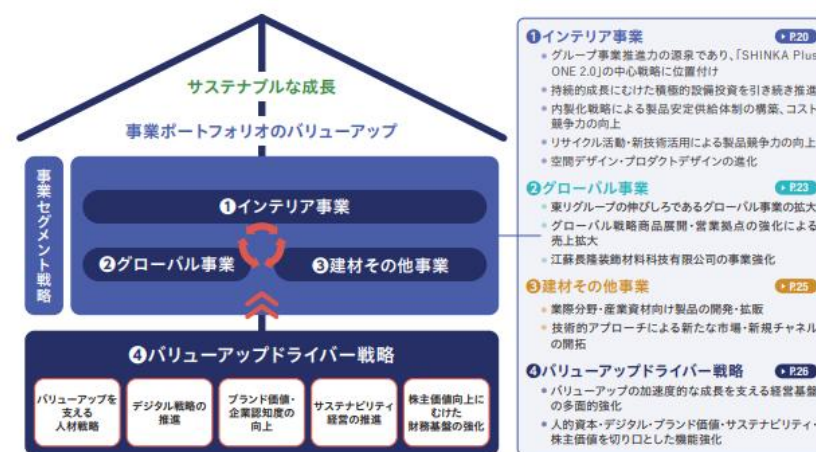 サステナブルな成長
事業ポートフォリオのバリューアップ
事業セグメント戦略
❶インテリア事業
❷グローバル事業
❸建材その他事業
❹バリューアップドライバー戦略
バリューアップを
支える
人材戦略
デジタル戦略の
推進
ブランド価値・
企業認知度の
向上
サステナビリティ
経営の推進
株主価値向上に
むけた
財務基盤の強化
❶インテリア事業
P.20
グループ事業推進力の源泉であり、「SHINKA Plus
ONE 2.0」の中心戦略に位置付け
持続的成長にむけた積極的設備投資を引き続き推進
内製化戦略による製品安定供給体制の構築、コスト
競争力の向上
リサイクル活動・新技術活用による製品競争力の向上
空間デザイン・プロダクトデザインの進化
❷グローバル事業
P.23
東リグループの伸びしろであるグローバル事業の拡大
グローバル戦略商品展開・営業拠点の強化による
売上拡大
江蘇長隆装飾材料科技有限公司の事業強化
❸建材その他事業
P.25
業際分野・産業資材向け製品の開発・拡販
技術的アプローチによる新たな市場・新規チャネル
の開拓
❹バリューアップドライバー戦略
P.26
バリューアップの加速度的な成長を支える経営基盤
の多面的強化
人的資本・デジタル・ブランド価値・サステナビリティ・
株主価値を切り口とした機能強化